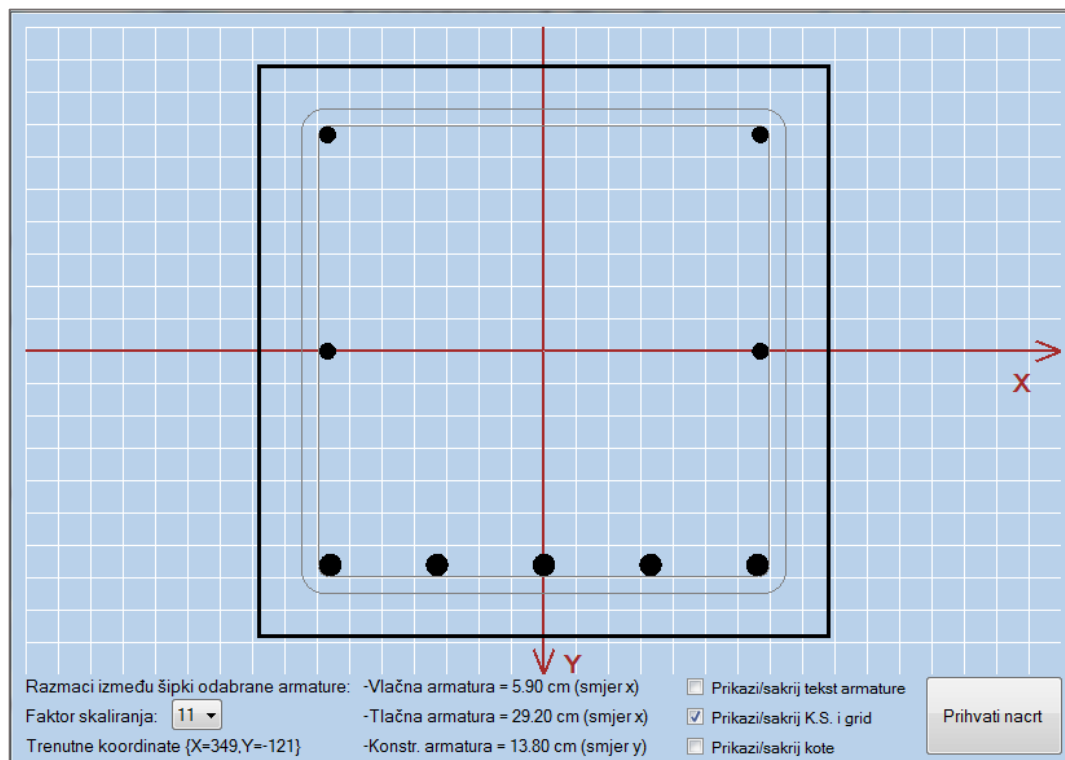 X
Y
Razmaci između šipki odabrane armature: -Vlačna armatura = 5.90 cm (smjer x)
Prikazi/sakrij tekst armature
Faktor skaliranja: 11 -Tlačna armatura = 29.20 cm (smjer x)
Prikazi/sakrij K.S. i grid
Prihvati nacrt
Trenutne koordinate {X=349,Y=-121} -Konstr. armatura = 13.80 cm (smjer y)
Prikazi/sakrij kote